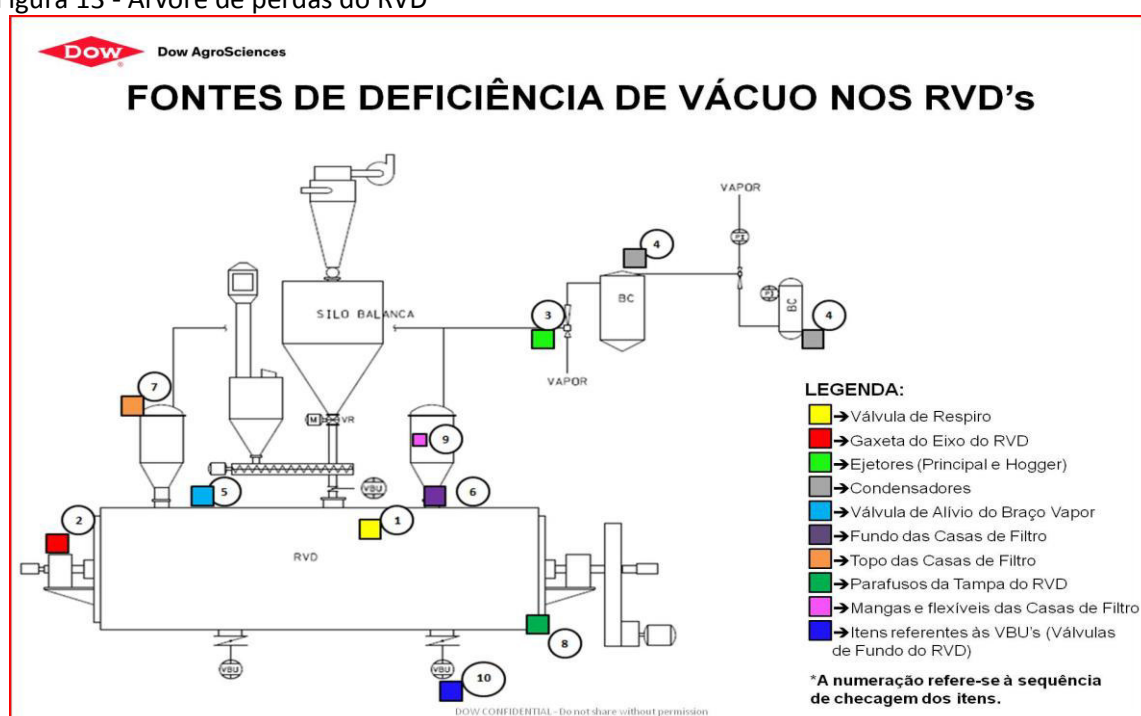 Figura 13 - Árvore de perdas do RVD
Dow
Dow AgroSciences
FONTES DE DEFICIÊNCIA DE VÁCUO NOS RVD's
VAPOR
PI
4
BC
3
SILO BALANCA
PI
BC
4
VAPOR
7
M
VR
9
LEGENDA:
→Válvula de Respiro
→Gaxeta do Eixo do RVD
→Ejetores (Principal e Hogger)
→Condensadores
→Válvula de Alívio do Braço Vapor
→Fundo das Casas de Filtro
→Topo das Casas de Filtro
→Parafusos da Tampa do RVD
→Mangas e flexíveis das Casas de Filtro
→Itens referentes às VBU's (Válvulas
de Fundo do RVD)
*A numeração refere-se à sequência
de checagem dos itens.
VBU
5
6
2
1
RVD
8
VBU
VBU
10
DOW CONFIDENTIAL - Do not share without permission